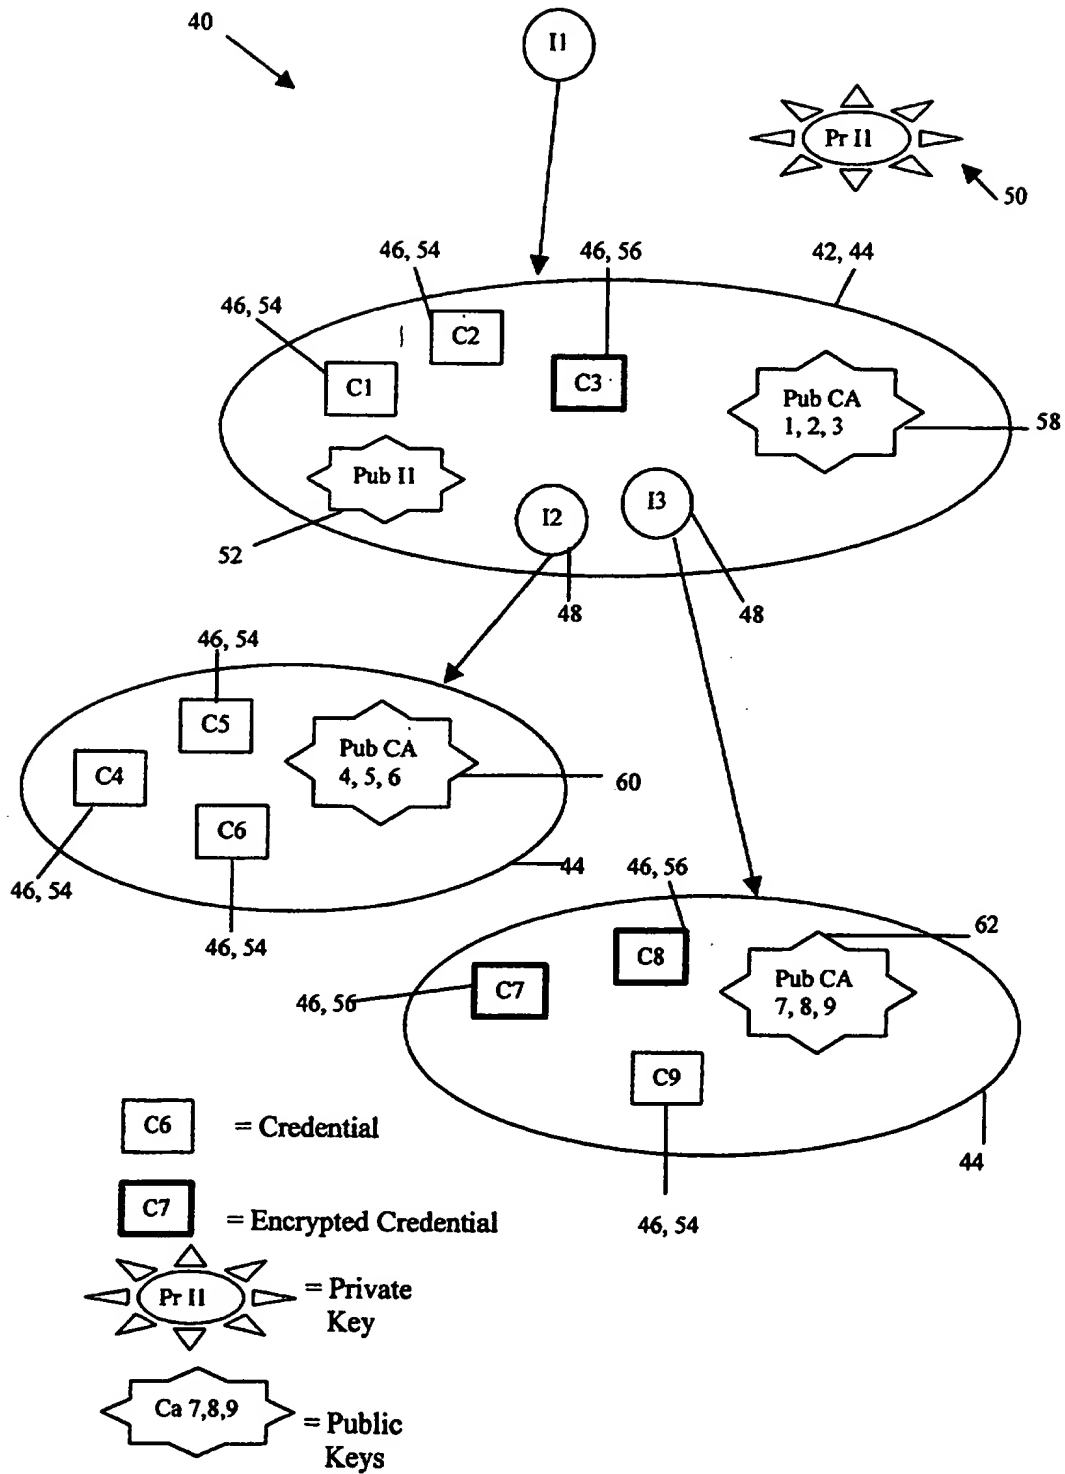 40
I1
Pr I1
50
46, 54
46, 56
42, 44
46, 54
C2
C1
C3
Pub CA
1, 2, 3
58
Pub I1
I2
I3
52
48
48
46, 54
C5
Pub CA
4, 5, 6
C4
60
C6
44
46, 56
46, 54
46, 54
62
C8
Pub CA
7, 8, 9
C7
46, 56
C9
C6
= Credential
44
C7
46, 54
= Encrypted Credential
Pr I1
= Private
Key
Ca 7,8,9
= Public
Keys